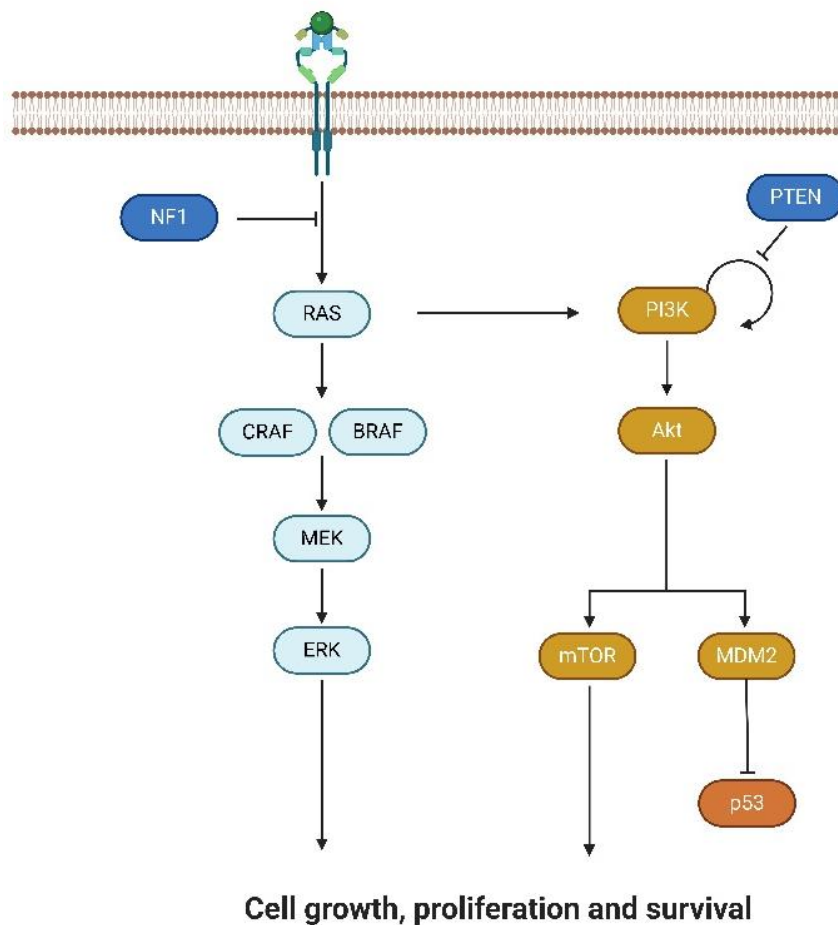 PTEN
NF1
RAS
PI3K
CRAF
BRAF
Akt
MEK
ERK
mTOR
MDM2
p53
Cell growth, proliferation and survival